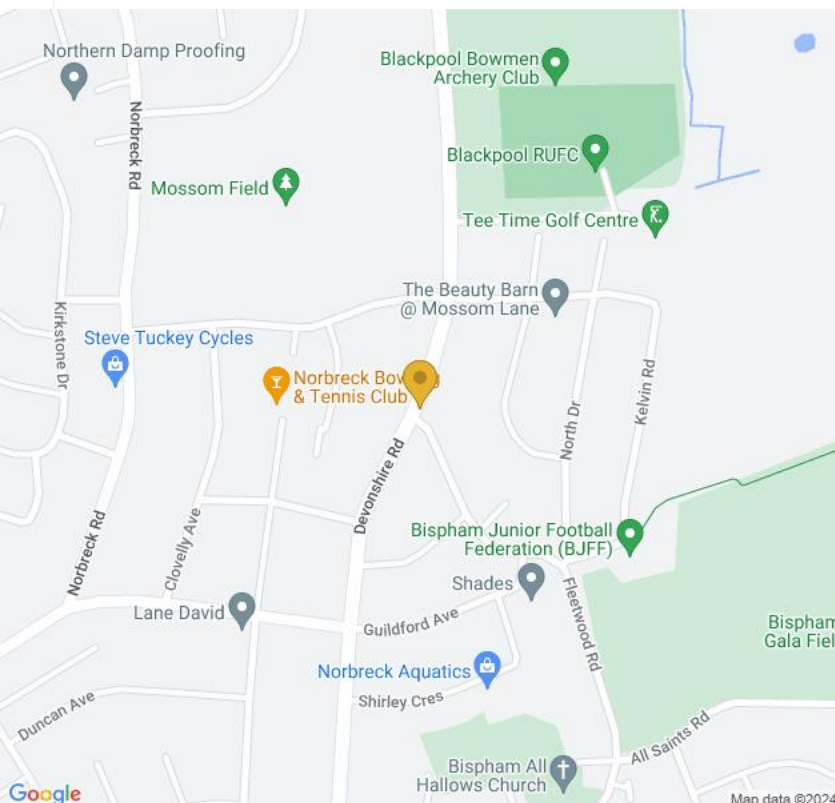 Northern Damp Proofing
Blackpool Bowmen
Archery Club
Norbreck Rd
Blackpool RUFC
Mossom Field
Tee Time Golf Centre
The Beauty Barn
@ Mossom Lane
Kirkstone Dr
Steve Tuckey Cycles
Norbreck Bow
& Tennis Club
Kelvin Rd
North Dr
Devonshire Rd
Norbreck Rd
Clovelly Ave
Bispham Junior Football
Federation (BJFF)
Shades
Lane David
Guildford Ave
Fleetwood Rd
Bispham
Gala Fiel
Norbreck Aquatics
Shirley Cres
Duncan Ave
All Saints Rd
Bispham All
Hallows Church
Google
Map data ©2024